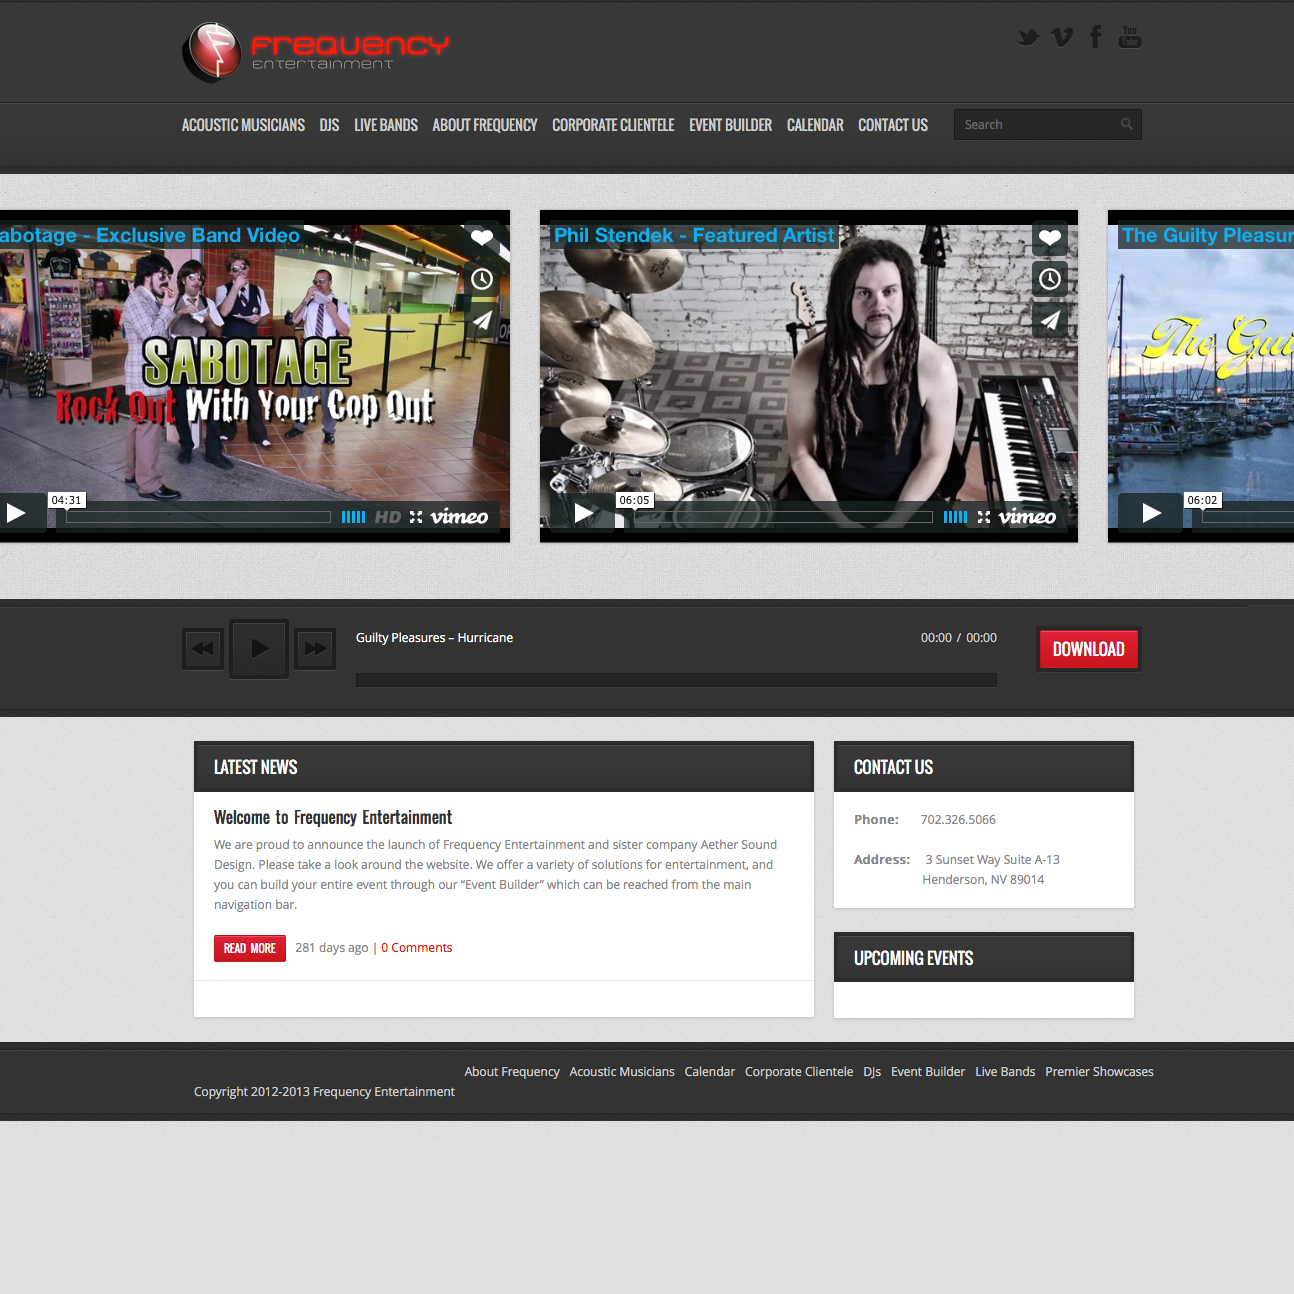 FREQUENCY
ENTERTAINMENT
You
Tube
ACOUSTIC MUSICIANS DJS LIVE BANDS ABOUT FREQUENCY CORPORATE CLIENTELE EVENT BUILDER CALENDAR CONTACT US Search
abotage - Exclusive Band Video
SABOTAGE
Rock Out With Your Cop Out
04:31
HD vimeo
Phil Stendek - Featured Artist
06:05
vimeo
The Guilty Pleasur
The Gui
06:02
Guilty Pleasures – Hurricane 00:00 / 00:00
DOWNLOAD
LATEST NEWS
Welcome to Frequency Entertainment
We are proud to announce the launch of Frequency Entertainment and sister company Aether Sound
Design. Please take a look around the website. We offer a variety of solutions for entertainment, and
you can build your entire event through our “Event Builder” which can be reached from the main
navigation bar.
READ MORE 281 days ago | 0 Comments
CONTACT US
Phone: 702.326.5066
Address: 3 Sunset Way Suite A-13
Henderson, NV 89014
UPCOMING EVENTS
About Frequency Acoustic Musicians Calendar Corporate Clientele DJs Event Builder Live Bands Premier Showcases
Copyright 2012-2013 Frequency Entertainment